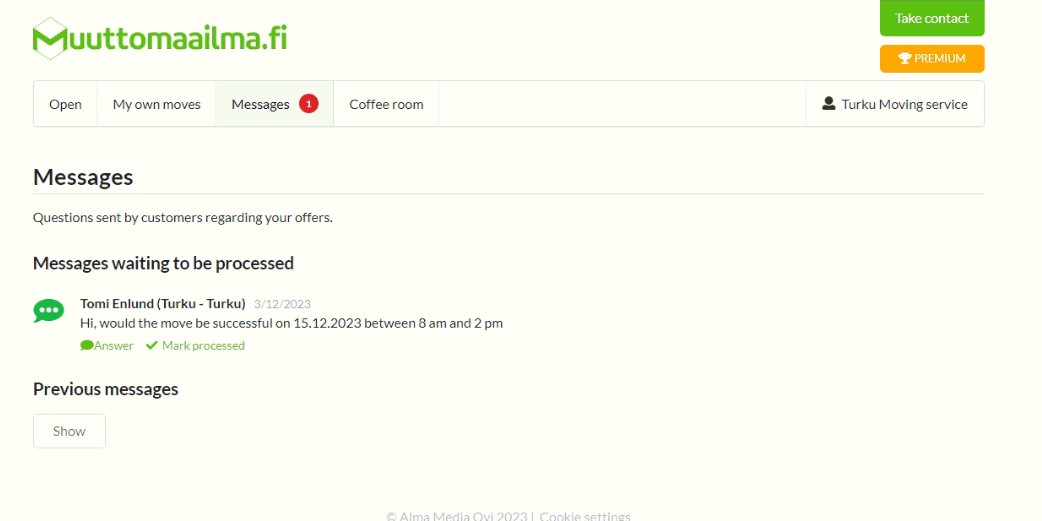 Take contact
Muuttomaailma.fi
PREMIUM
Open My own moves Messages 1 Coffee room Turku Moving service
Messages
Questions sent by customers regarding your offers.
Messages waiting to be processed
Tomi Enlund (Turku - Turku) 3/12/2023
Hi, would the move be successful on 15.12.2023 between 8 am and 2 pm
Answer Mark processed
Previous messages
Show
© Alma Media Oyj 2023 | Cookie settings